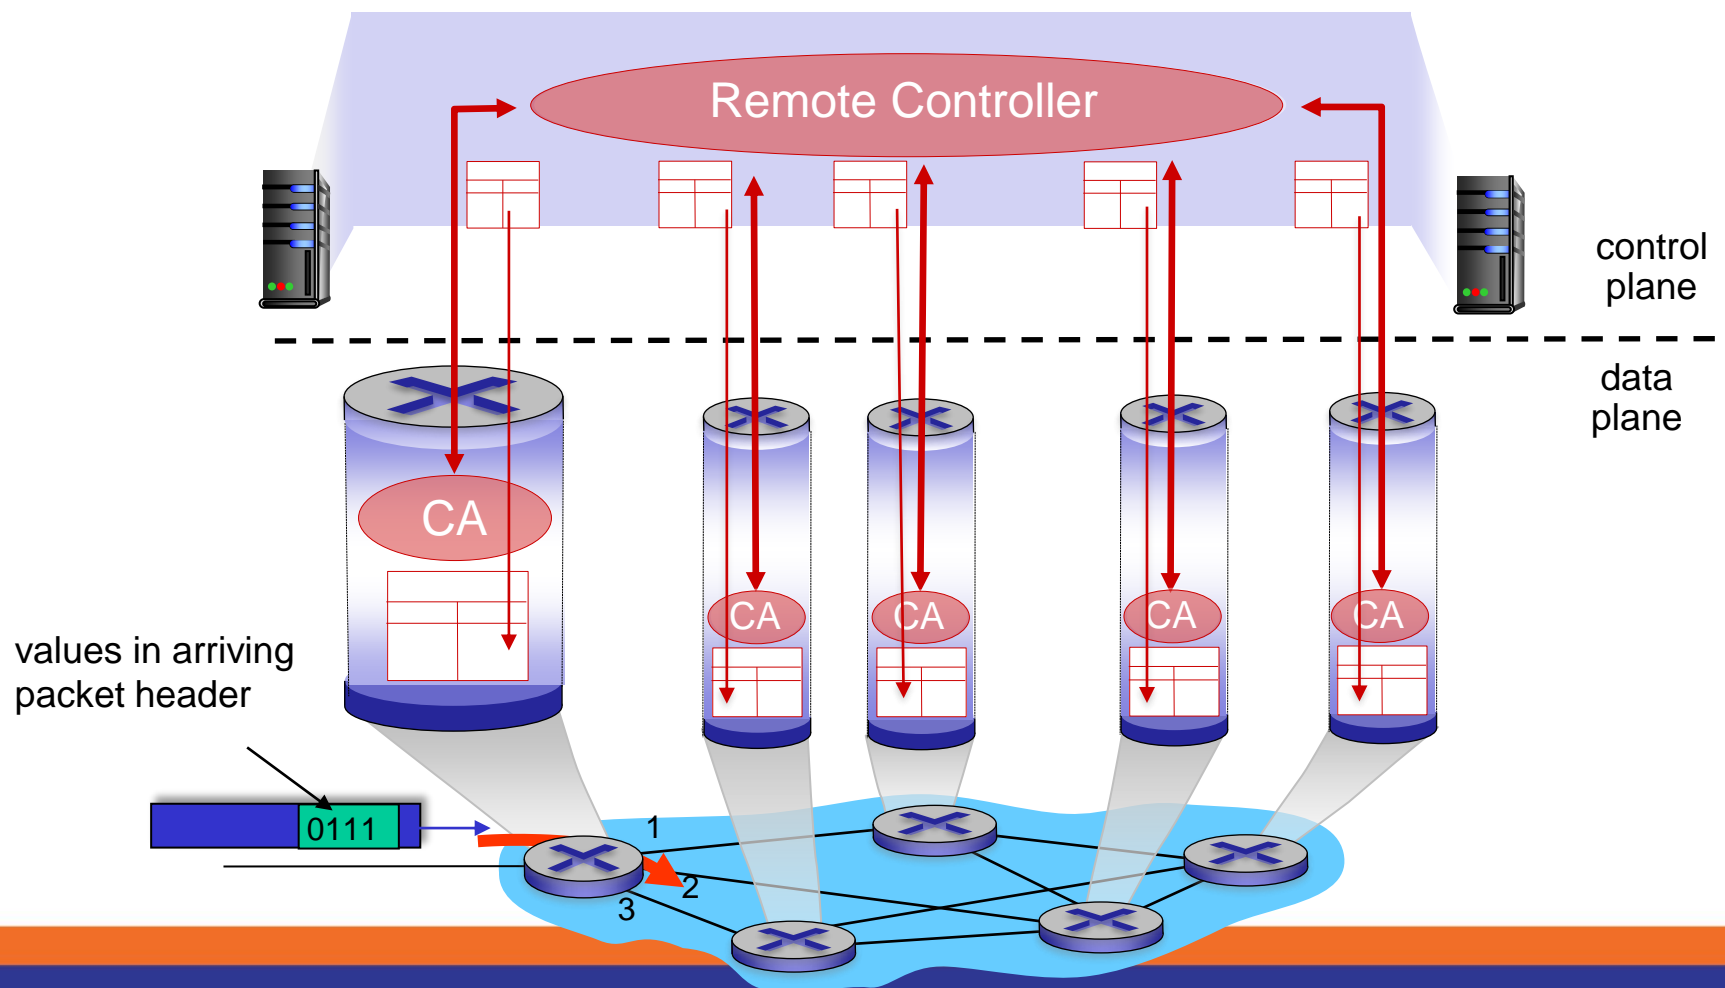 Remote Controller
control
plane
data
plane
CA
CA
CA
CA
CA
values in arriving
packet header
0111
1
2
3